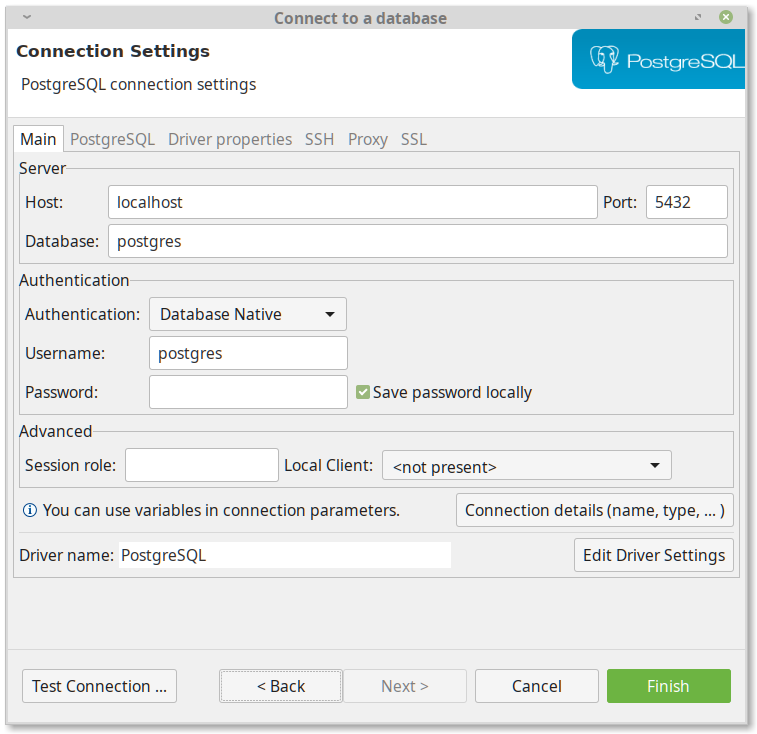 Connect to a database
Connection Settings
PostgreSQL connection settings
PostgreSQL
Main PostgreSQL Driver properties SSH Proxy SSL
Server
Host: localhost Port: 5432
Database: postgres
Authentication
Authentication: Database Native
Username: postgres
Password: Save password locally
Advanced
Session role: Local Client: <not present>
You can use variables in connection parameters. Connection details (name, type, ... )
Driver name: PostgreSQL Edit Driver Settings
Test Connection ... < Back Next > Cancel Finish